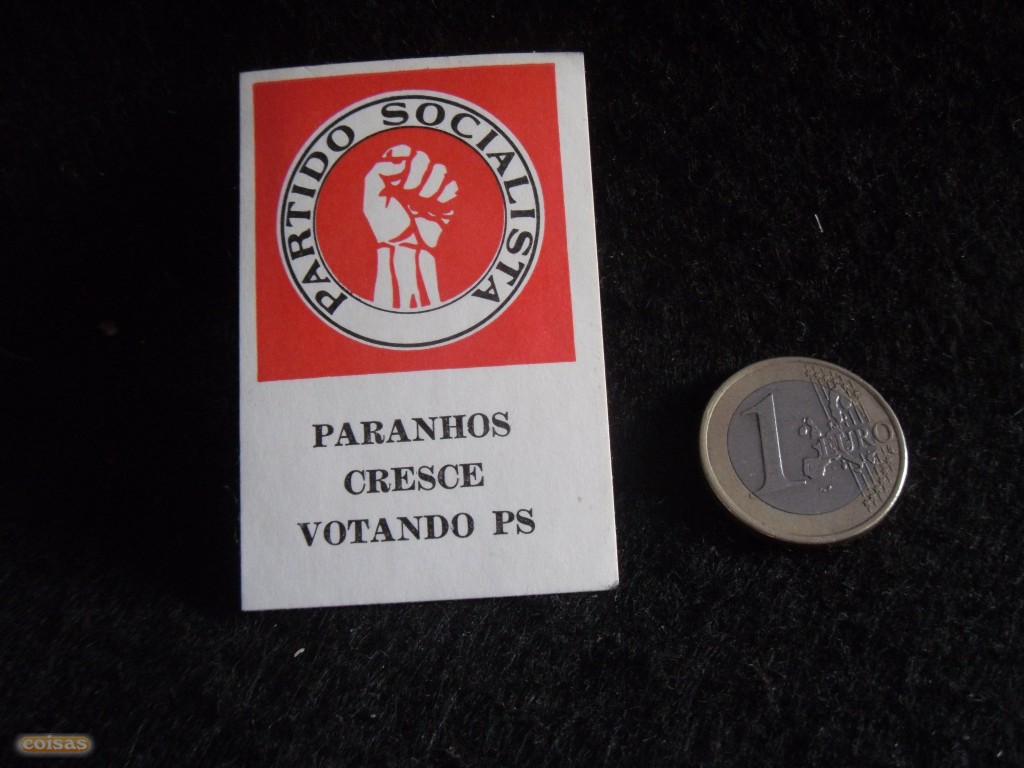 PARTIDO SOCIALISTA
PARANHOS
CRESCE
VOTANDO PS
1 EURO
coisas